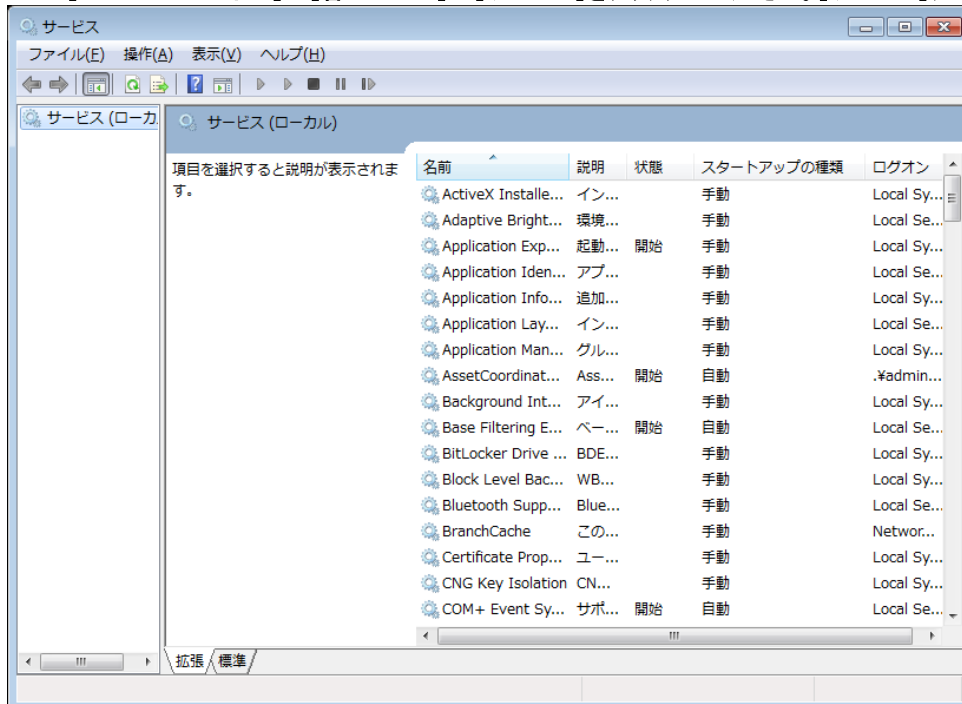 サービス
ファイル(F) 操作(A) 表示(V) ヘルプ(H)
サービス (ローカ
サービス (ローカル)
項目を選択すると説明が表示されま
す。
名前 説明 状態 スタートアップの種類 ログオン
ActiveX Installe... イン... 手動 Local Sy...
Adaptive Bright... 環境... 手動 Local Se...
Application Exp... 起動... 開始 手動 Local Sy...
Application Iden... アプ... 手動 Local Se...
Application Info... 追加... 手動 Local Sy...
Application Lay... イン... 手動 Local Se...
Application Man... グル... 手動 Local Sy...
AssetCoordinat... Ass... 開始 自動 .¥admin...
Background Int... アイ... 手動 Local Sy...
Base Filtering E... ベー... 開始 自動 Local Se...
BitLocker Drive ... BDE... 手動 Local Sy...
Block Level Bac... WB... 手動 Local Sy...
Bluetooth Supp... Blue... 手動 Local Se...
BranchCache この... 手動 Networ...
Certificate Prop... ユー... 手動 Local Sy...
CNG Key Isolation CN... 手動 Local Sy...
COM+ Event Sy... サポ... 開始 自動 Local Se...
拡張 標準